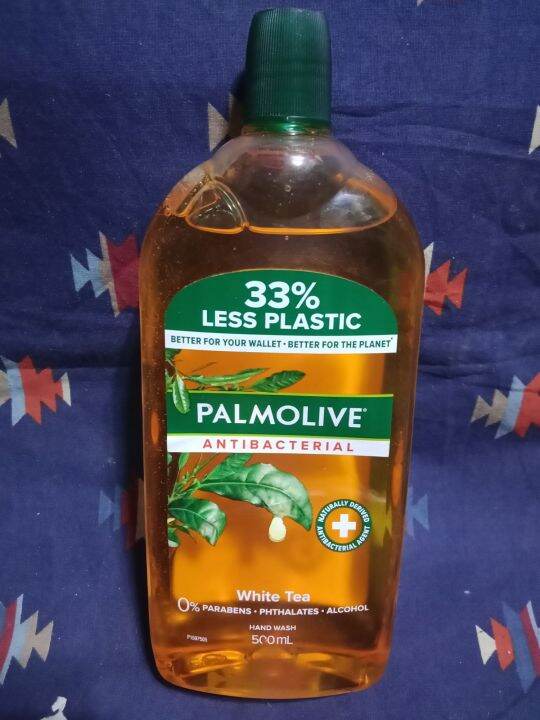 33%
LESS PLASTIC
BETTER FOR YOUR WALLET • BETTER FOR THE PLANET*
PALMOLIVE®
ANTIBACTERIAL
NATURALLY DERIVED
ANTIBACTERIAL AGENT
White Tea
0% PARABENS • PHTHALATES • ALCOHOL
HAND WASH
500mL